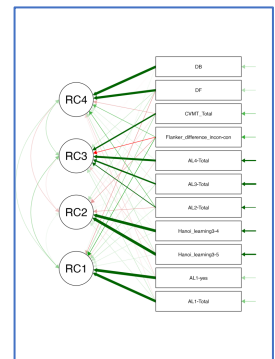 DB
DF
RC4
CVMT_Total
Flanker_difference_incon-con
RC3
AL4-Total
AL3-Total
AL2-Total
RC2
Hanoi_learning3-4
Hanoi_learning3-5
RC1
AL1-yes
AL1-Total